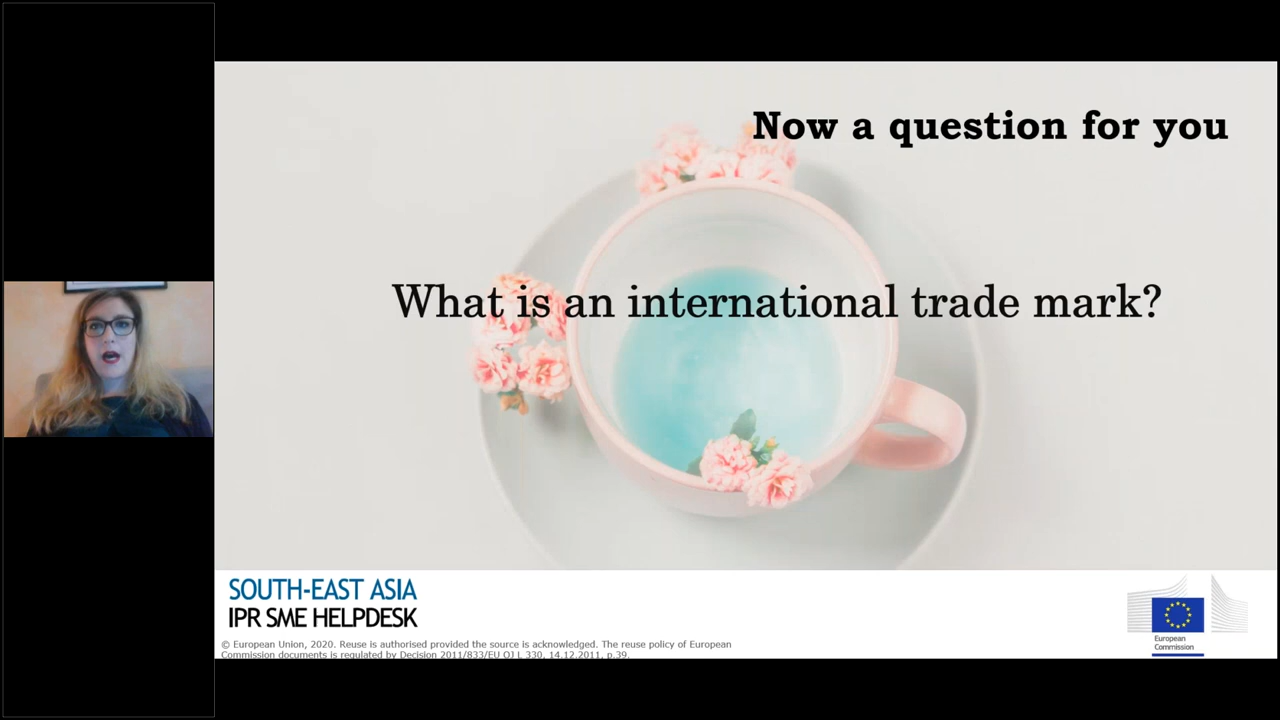 Now a question for you
What is an international trade mark?
SOUTH-EAST ASIA
IPR SME HELPDESK
© European Union, 2020. Reuse is authorised provided the source is acknowledged. The reuse policy of European
Commission documents is regulated by Decision 2011/833/EU OJ L 330, 14.12.2011, p.39.
European
Commission